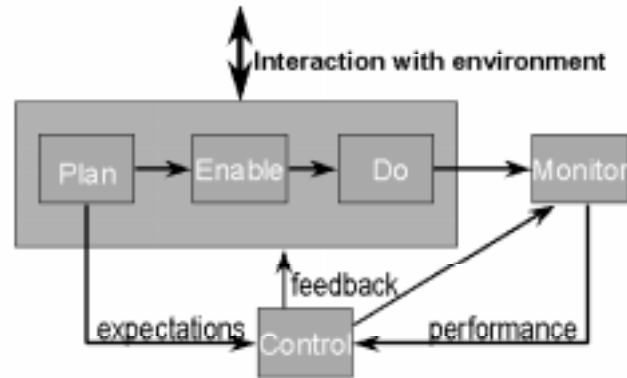 Interaction with environment
Plan
Enable
Do
Monitor
feedback
expectations
performance
Control